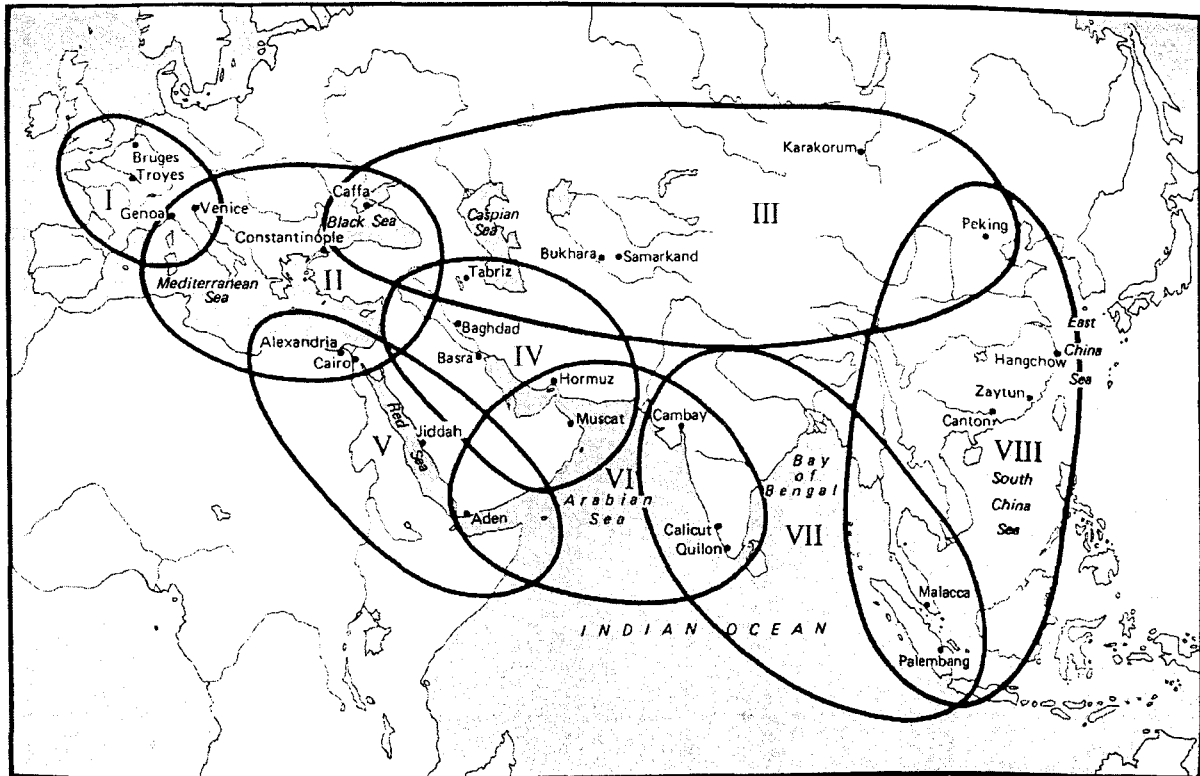 Bruges
Troyes
I
Genoa
Venice
Caffa
Black Sea
Constantinople
II
Mediterranean
Sea
Caspian
Sea
Karakorum
III
Bukhara
Samarkand
Peking
Tabriz
Baghdad
Basra
IV
Hormuz
Muscat
Alexandria
Cairo
Red
Sea
Jiddah
V
Aden
VI
Arabian
Sea
Cambay
Calicut
Quilon
Bay
of
Bengal
VII
East
China
Sea
Hangchow
Zaytun
Canton
VIII
South
China
Sea
Malacca
Palembang
INDIAN OCEAN